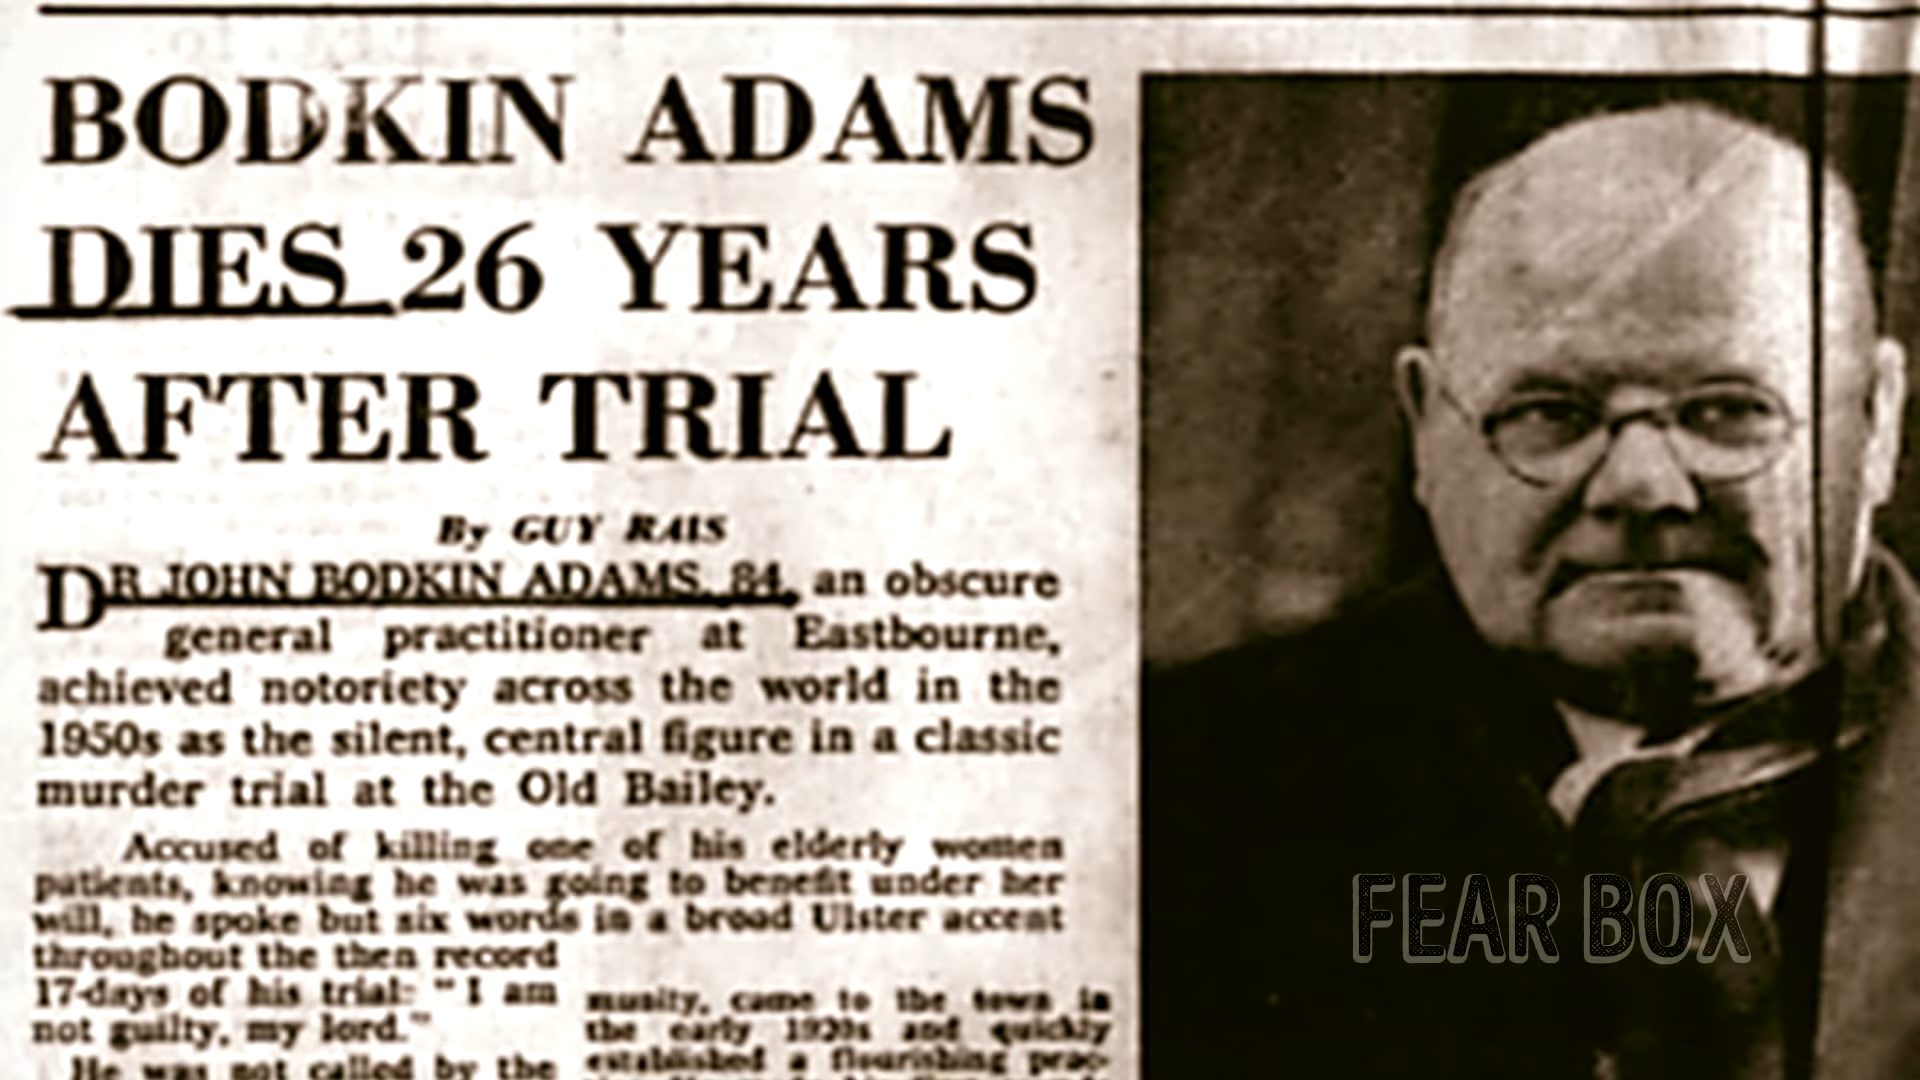 BODKIN ADAMS
DIES 26 YEARS
AFTER TRIAL
By GUY RAIS
DR JOHN BODKIN ADAMS, 84, an obscure
general practitioner at Eastbourne,
achieved notoriety across the world in the
1950s as the silent, central figure in a classic
murder trial at the Old Bailey.
Accused of killing one of his elderly women
patients, knowing he was going to benefit under her
will, he spoke but six words in a broad Ulster accent
throughout the then record
17-days of his trial: "I am
not guilty, my lord."
He was not called by the
munity, came to the town in
the early 1920s and quickly
established a flourishing prac-
FEAR BOX